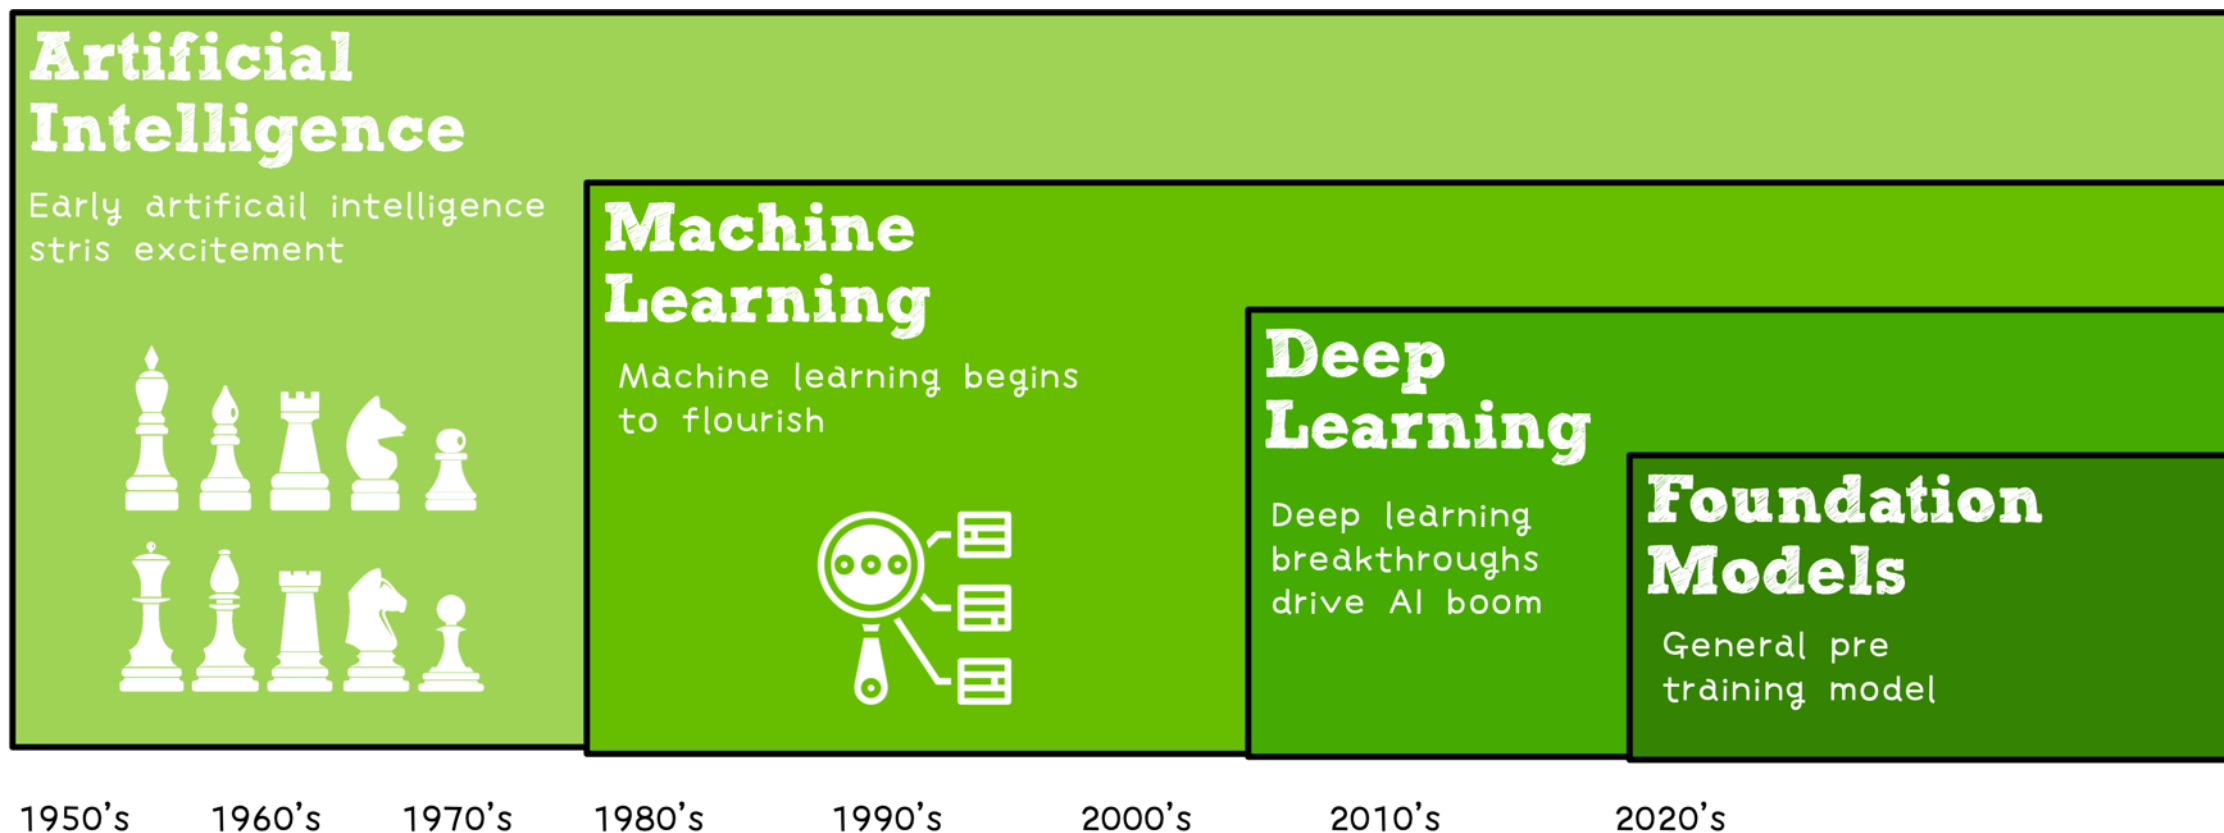 Artificial
Intelligence
Early artificail intelligence
stris excitement
Machine
Learning
Machine learning begins
to flourish
Deep
Learning
Deep learning
breakthroughs
drive AI boom
Foundation
Models
General pre
training model
1950's 1960's 1970's 1980's 1990's 2000's 2010's 2020's